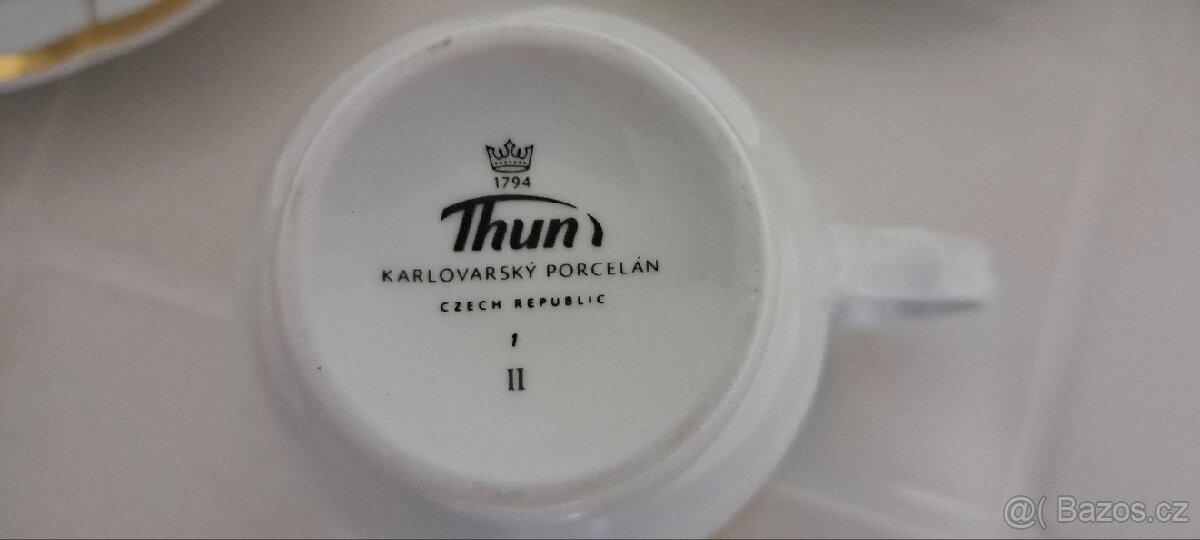 1794
Thun
KARLOVARSKÝ PORCELÁN
CZECH REPUBLIC
1
II
@( Bazos.cz